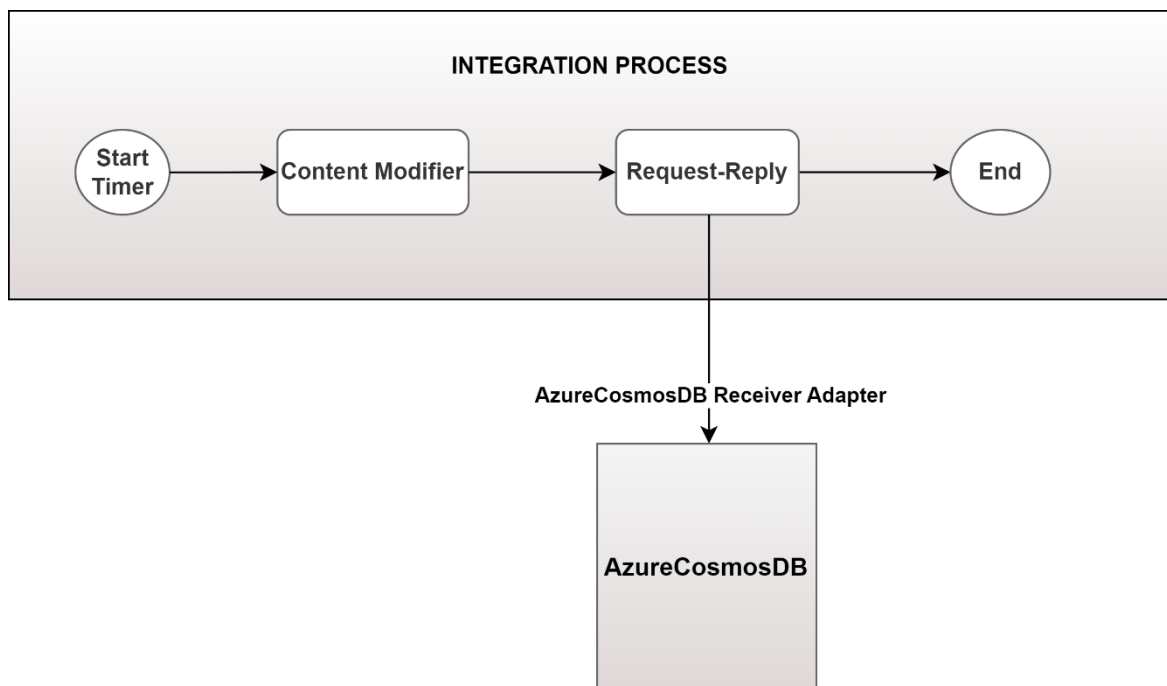 INTEGRATION PROCESS
Start
Timer
Content Modifier
Request-Reply
End
AzureCosmosDB Receiver Adapter
AzureCosmosDB